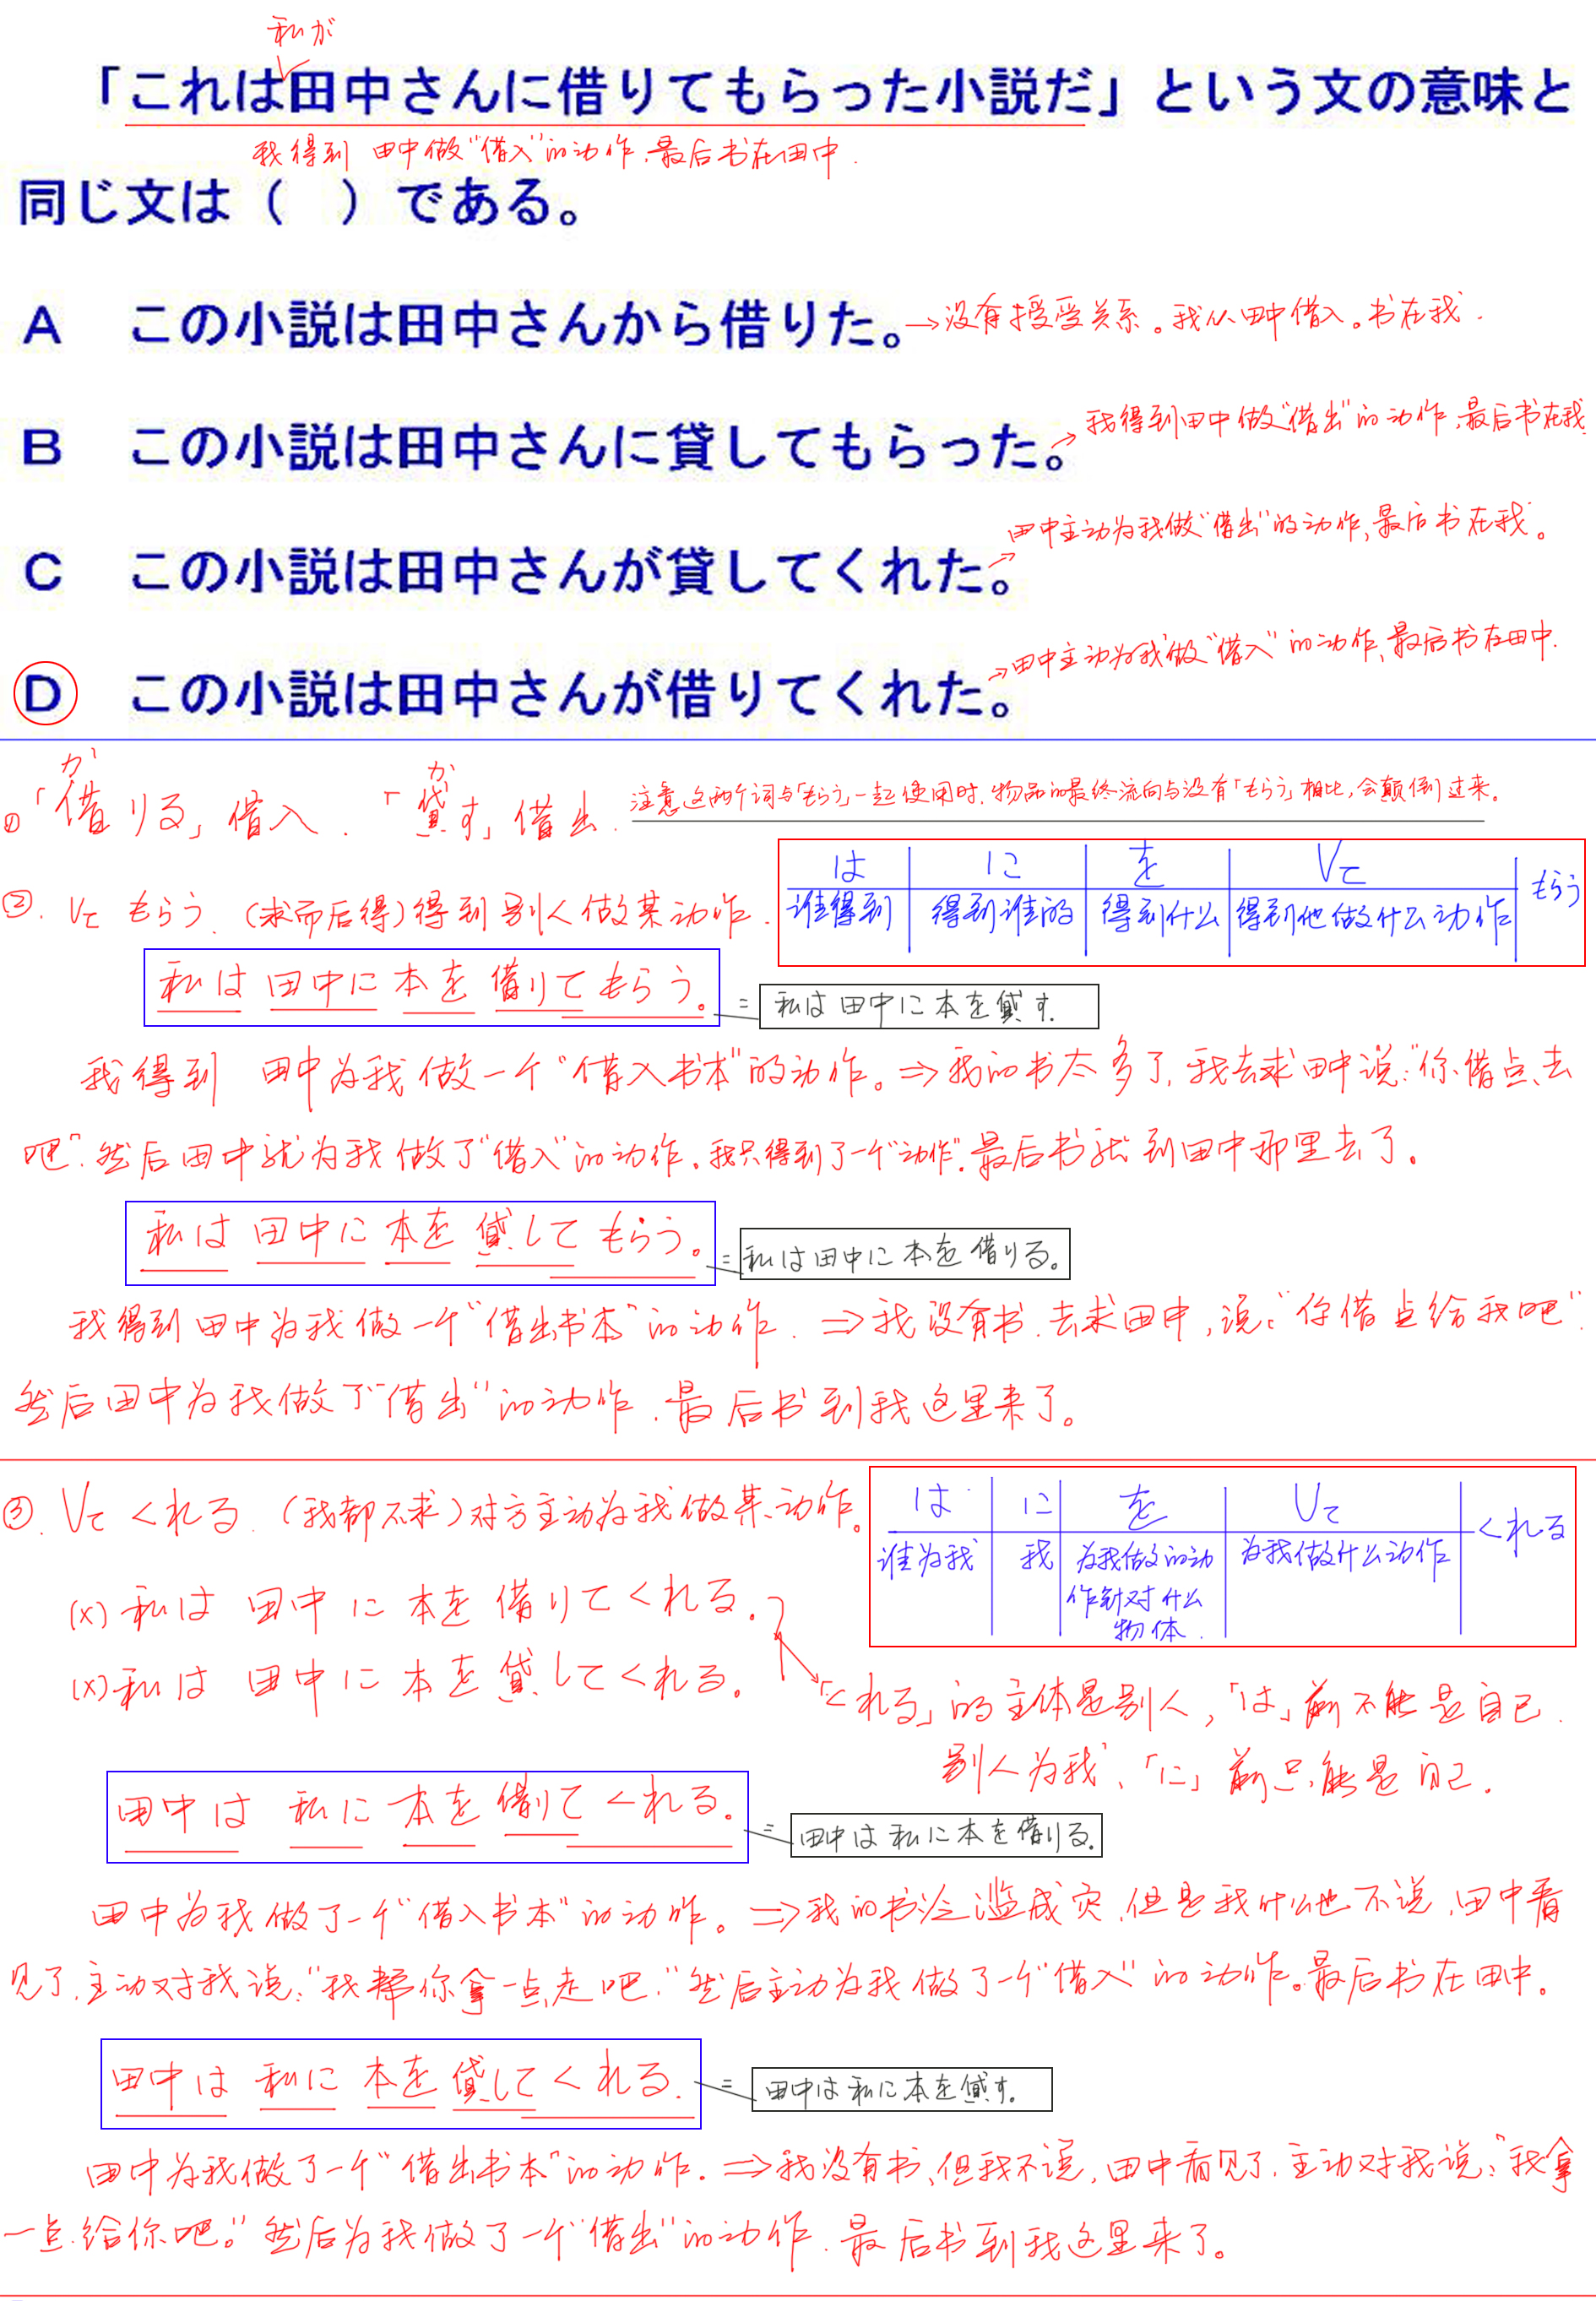 私が
「これは田中さんに借りてもらった小説だ」という文の意味と
我得到 田中做“借入”的动作，最后书在田中．
同じ文は（　）である。
A　この小説は田中さんから借りた。→没有授受关系。我从田中借入。书在我．
B　この小説は田中さんに貸してもらった。→我得到田中做“借出”的动作，最后书在我．
C　この小説は田中さんが貸してくれた。→田中主动为我做“借出”的动作，最后书在我。
D　この小説は田中さんが借りてくれた。→田中主动为我做“借入”的动作，最后书在田中．
か　か
①「借りる」借入．「貸す」借出．注意这两个词与「もらう」一起使用时，物品的最终流向与没有「もらう」相比，会颠倒过来。
②．Vて もらう．（求而后得）得到别人做某动作．
は に を Vて もらう
谁得到 得到谁的 得到什么 得到他做什么动作
私は 田中に 本を 借りて もらう。＝私は田中に本を貸す．
我得到 田中为我做一个“借入书本”的动作。⇒我的书太多了，我去求田中说：“你借点去
吧”．然后田中就为我做了“借入”的动作。我只得到了一个“动作”．最后书就到田中那里去了。
私は 田中に 本を 貸して もらう。＝私は田中に本を借りる。
我得到田中为我做一个“借出书本”的动作．⇒我没有书．去求田中，说：“你借点给我吧”．
然后田中为我做了“借出”的动作．最后书到我这里来了。
③．Vて くれる．（我都不求）对方主动为我做某动作。
は に を Vて くれる
谁为我 我 为我做的动作针对什么物体． 为我做什么动作
(×) 私は 田中に 本を 借りてくれる．
(×) 私は 田中に 本を 貸してくれる．
「くれる」的主体是别人，「は」前不能是自己．
别人为我、「に」前只能是自己．
田中は 私に 本を 借りて くれる．＝田中は私に本を借りる．
田中为我做了一个“借入书本”的动作。⇒我的书泛滥成灾，但是我什么也不说，田中看
见了，主动对我说：“我帮你拿一点走吧．”然后主动为我做了一个“借入”的动作。最后书在田中．
田中は 私に 本を 貸して くれる．＝田中は私に本を貸す．
田中为我做了一个“借出书本”的动作．⇒我没有书、但我不说，田中看见了，主动对我说：“我拿
一点给你吧。”然后为我做了一个“借出”的动作．最后书到我这里来了。